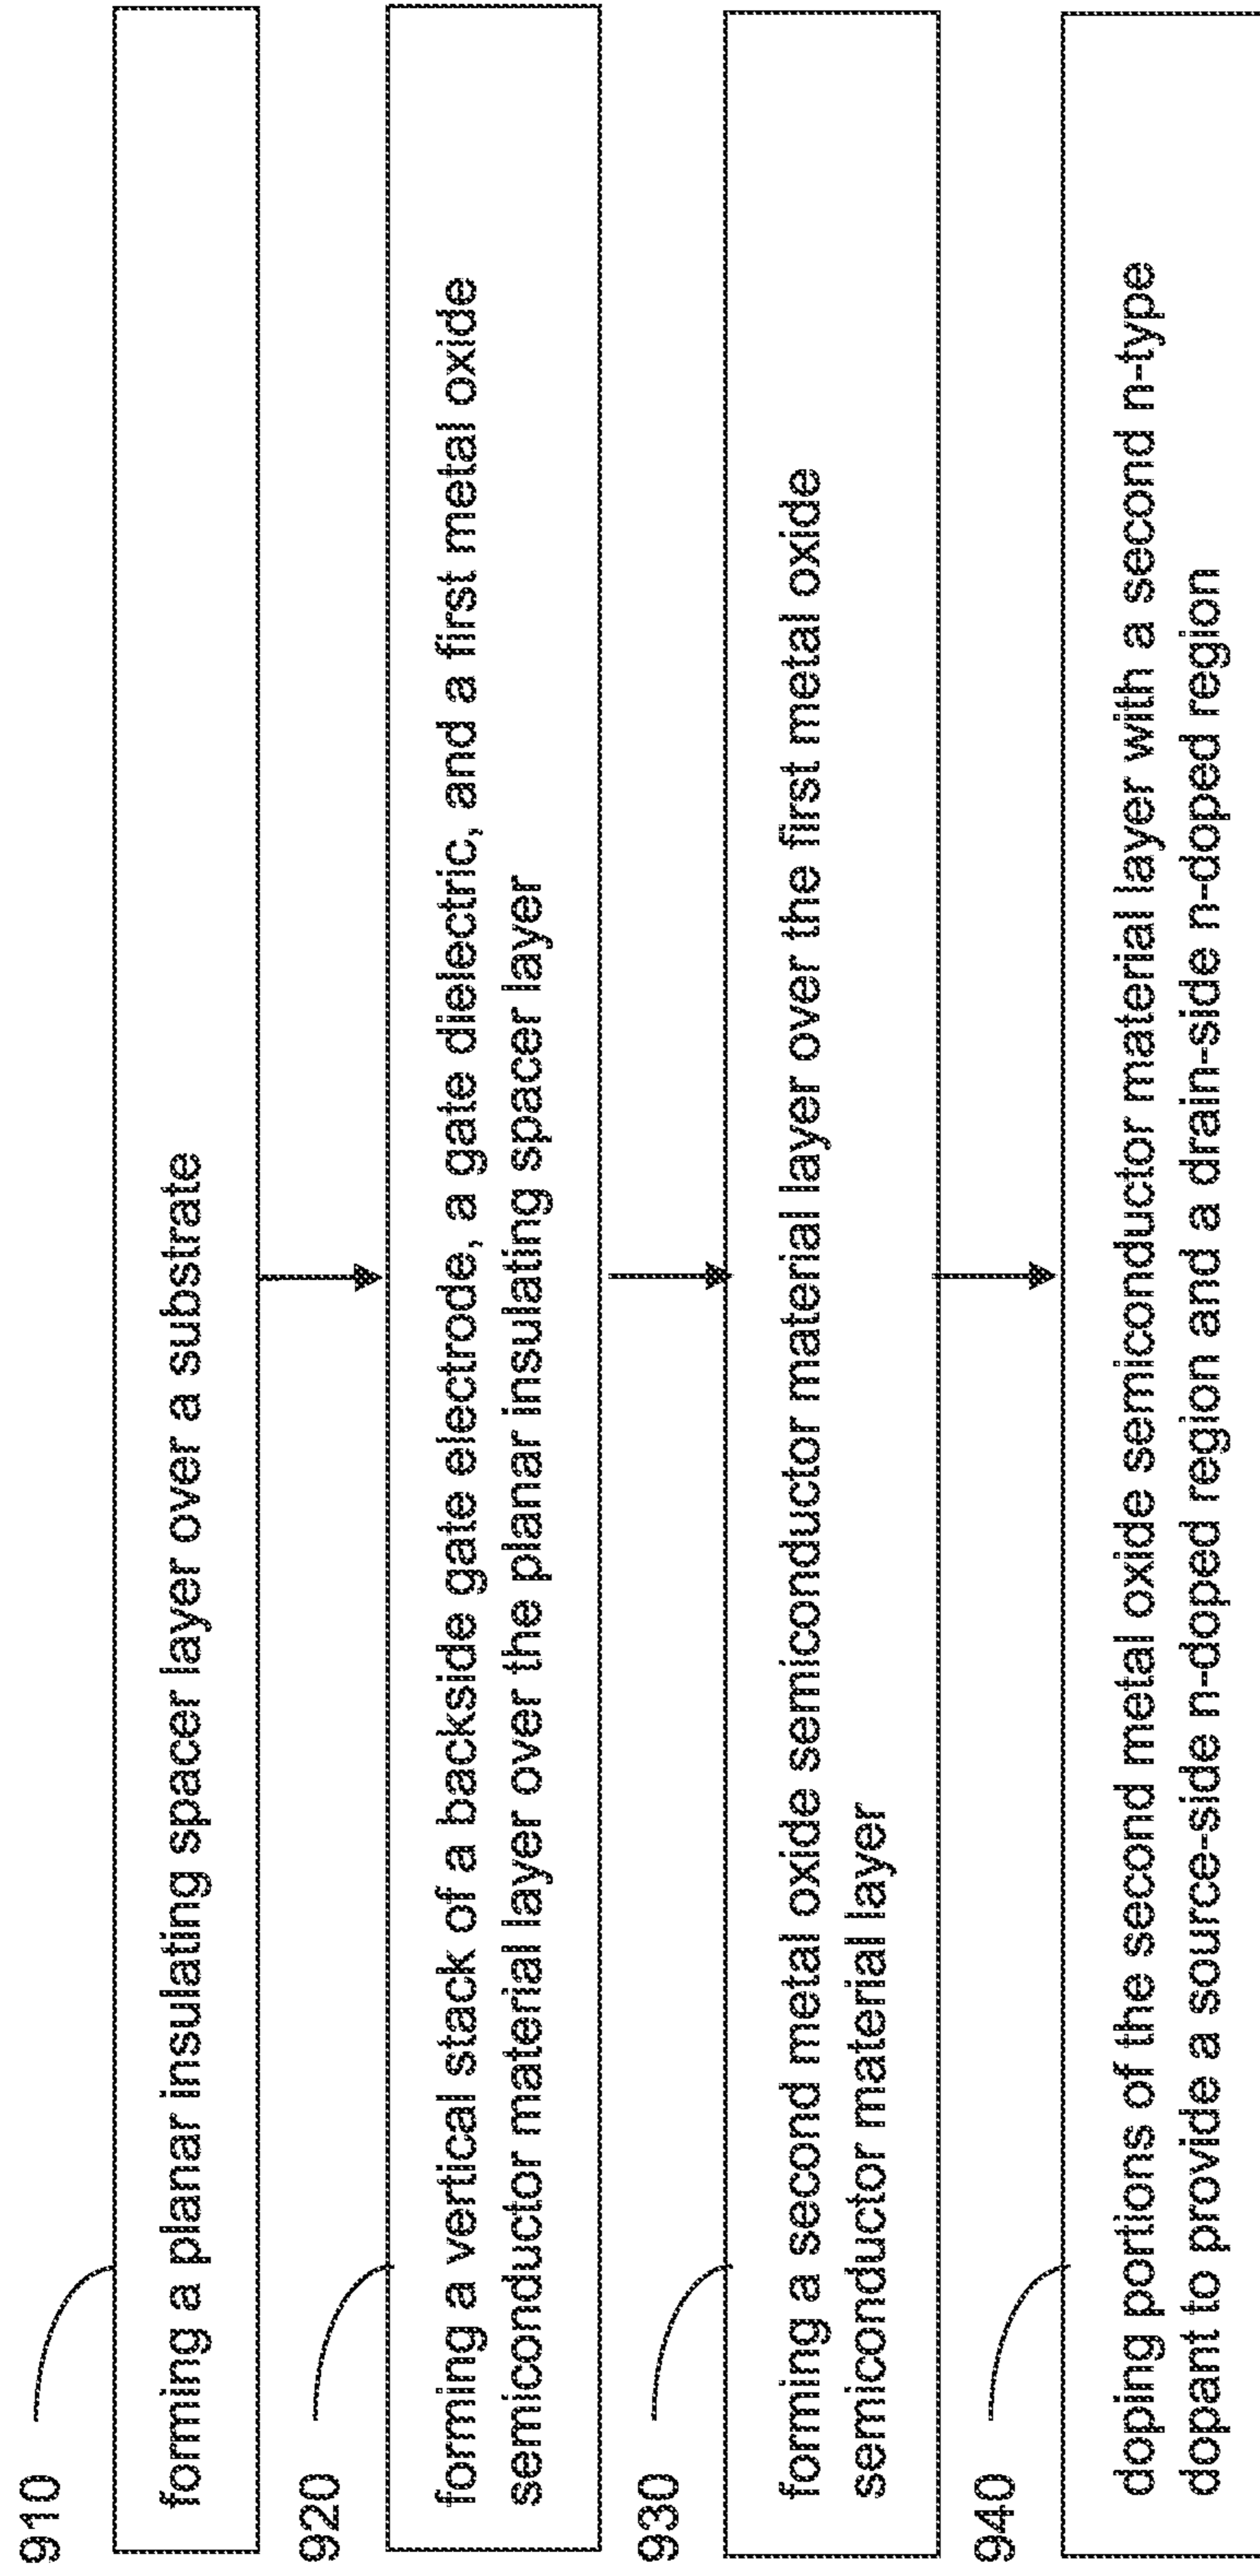 910
forming a planar insulating spacer layer over a substrate
920
forming a vertical stack of a backside gate electrode, a gate dielectric, and a first metal oxide
semiconductor material layer over the planar insulating spacer layer
930
forming a second metal oxide semiconductor material layer over the first metal oxide
semiconductor material layer
940
doping portions of the second metal oxide semiconductor material layer with a second n-type
dopant to provide a source-side n-doped region and a drain-side n-doped region